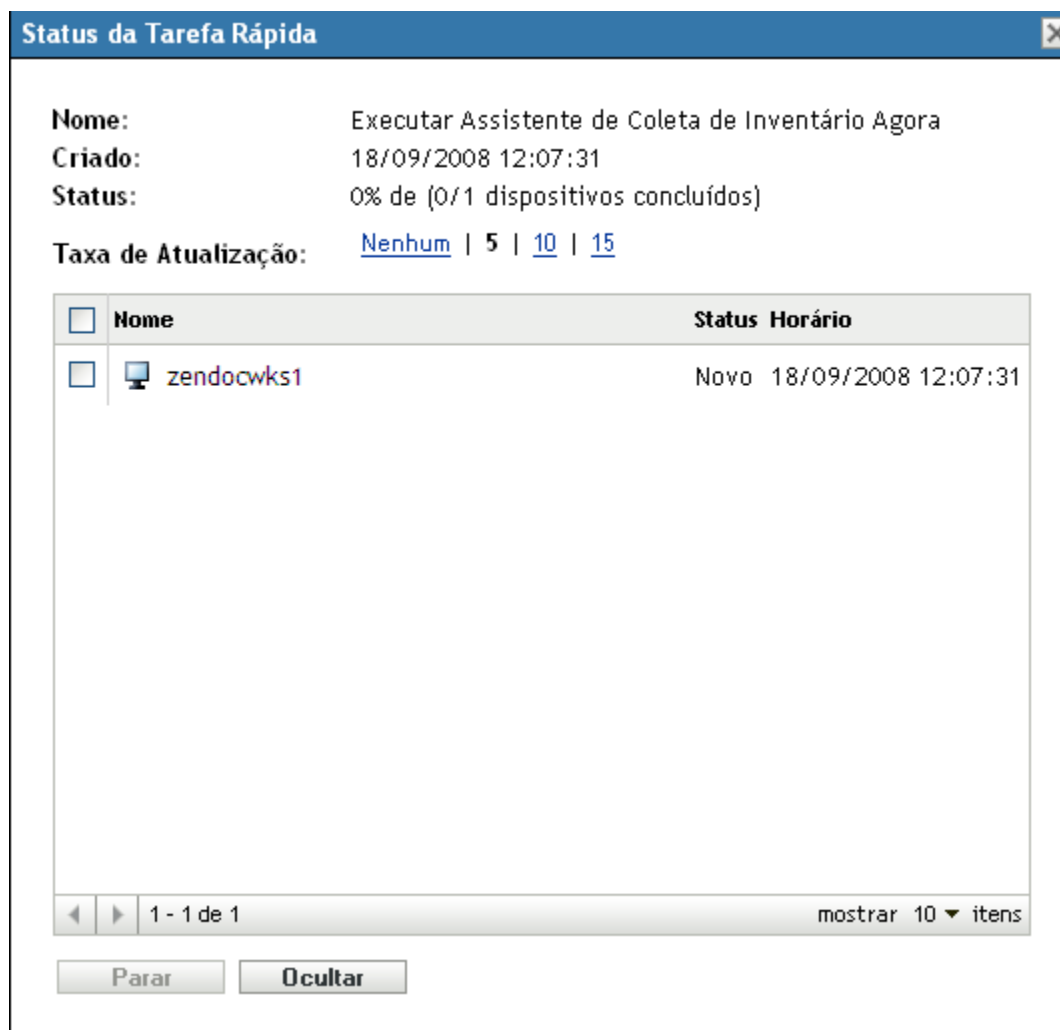 Status da Tarefa Rápida
Nome: Executar Assistente de Coleta de Inventário Agora
Criado: 18/09/2008 12:07:31
Status: 0% de (0/1 dispositivos concluídos)
Taxa de Atualização: Nenhum | 5 | 10 | 15
Nome Status Horário
zendocwks1 Novo 18/09/2008 12:07:31
1 - 1 de 1 mostrar 10 itens
Parar Ocultar